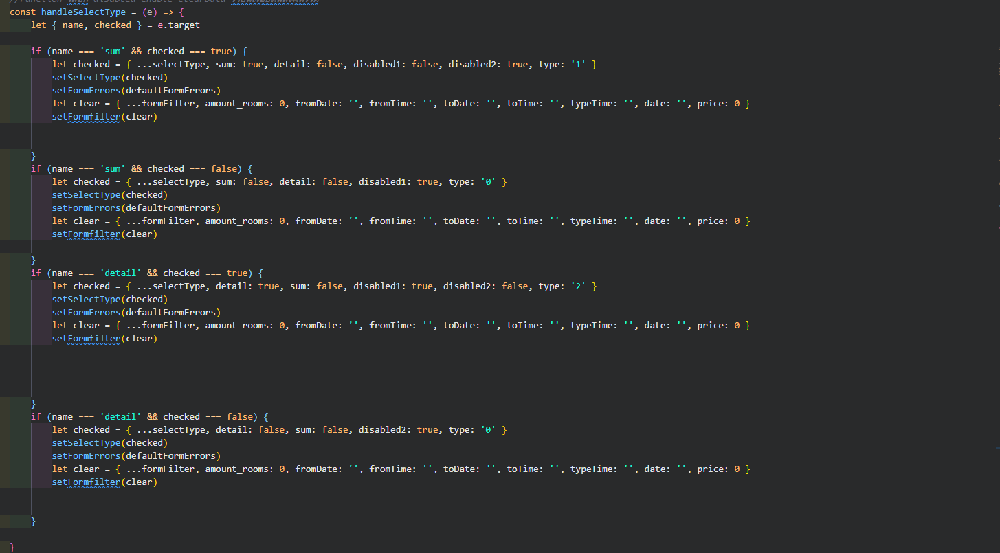 const handleSelectType = (e) => {
let { name, checked } = e.target
if (name === 'sum' && checked === true) {
let checked = { ...selectType, sum: true, detail: false, disabled1: false, disabled2: true, type: '1' }
setSelectType(checked)
setFormErrors(defaultFormErrors)
let clear = { ...formFilter, amount_rooms: 0, fromDate: '', fromTime: '', toDate: '', toTime: '', typeTime: '', date: '', price: 0 }
setFormfilter(clear)
}
if (name === 'sum' && checked === false) {
let checked = { ...selectType, sum: false, detail: false, disabled1: true, type: '0' }
setSelectType(checked)
setFormErrors(defaultFormErrors)
let clear = { ...formFilter, amount_rooms: 0, fromDate: '', fromTime: '', toDate: '', toTime: '', typeTime: '', date: '', price: 0 }
setFormfilter(clear)
}
if (name === 'detail' && checked === true) {
let checked = { ...selectType, detail: true, sum: false, disabled1: true, disabled2: false, type: '2' }
setSelectType(checked)
setFormErrors(defaultFormErrors)
let clear = { ...formFilter, amount_rooms: 0, fromDate: '', fromTime: '', toDate: '', toTime: '', typeTime: '', date: '', price: 0 }
setFormfilter(clear)
}
if (name === 'detail' && checked === false) {
let checked = { ...selectType, detail: false, sum: false, disabled2: true, type: '0' }
setSelectType(checked)
setFormErrors(defaultFormErrors)
let clear = { ...formFilter, amount_rooms: 0, fromDate: '', fromTime: '', toDate: '', toTime: '', typeTime: '', date: '', price: 0 }
setFormfilter(clear)
}
}